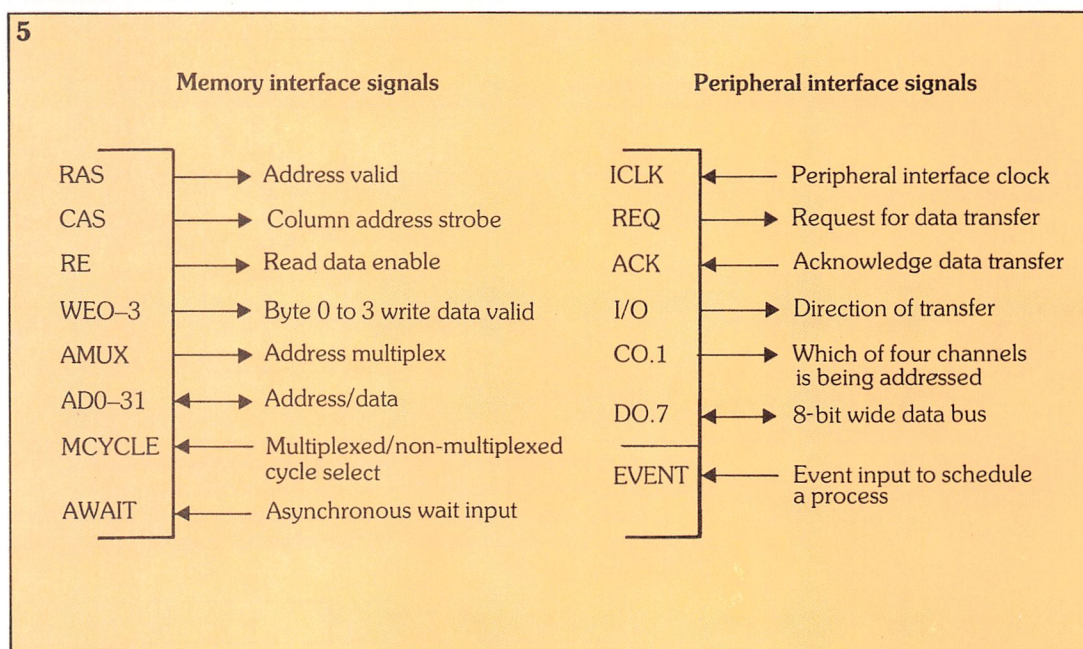 5
Memory interface signals
RAS Address valid
CAS Column address strobe
RE Read data enable
WEO–3 Byte 0 to 3 write data valid
AMUX Address multiplex
AD0–31 Address/data
MCYCLE Multiplexed/non-multiplexed
cycle select
AWAIT Asynchronous wait input
Peripheral interface signals
ICLK Peripheral interface clock
REQ Request for data transfer
ACK Acknowledge data transfer
I/O Direction of transfer
CO.1 Which of four channels
is being addressed
DO.7 8-bit wide data bus
EVENT Event input to schedule
a process